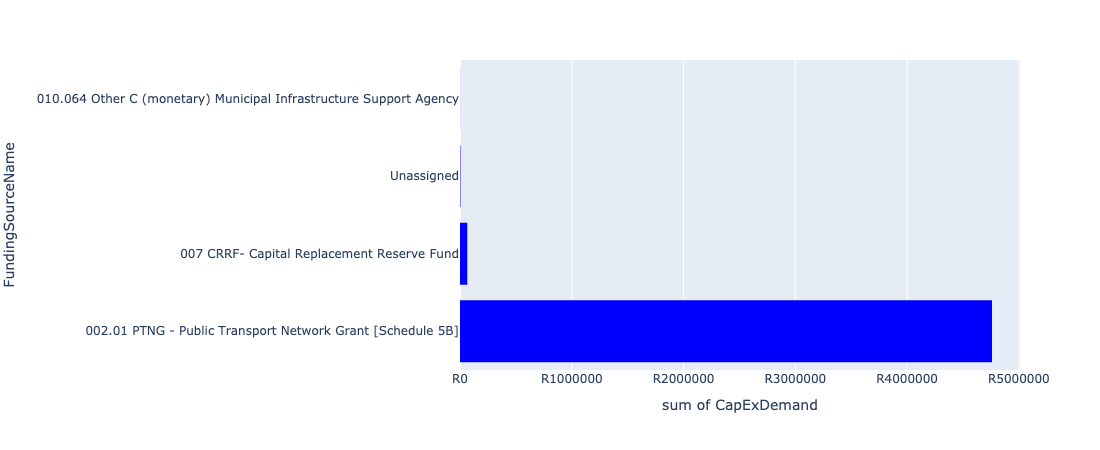 FundingSourceName
010.064 Other C (monetary) Municipal Infrastructure Support Agency
Unassigned
007 CRRF- Capital Replacement Reserve Fund
002.01 PTNG - Public Transport Network Grant [Schedule 5B]
R0 R1000000 R2000000 R3000000 R4000000 R5000000
sum of CapExDemand